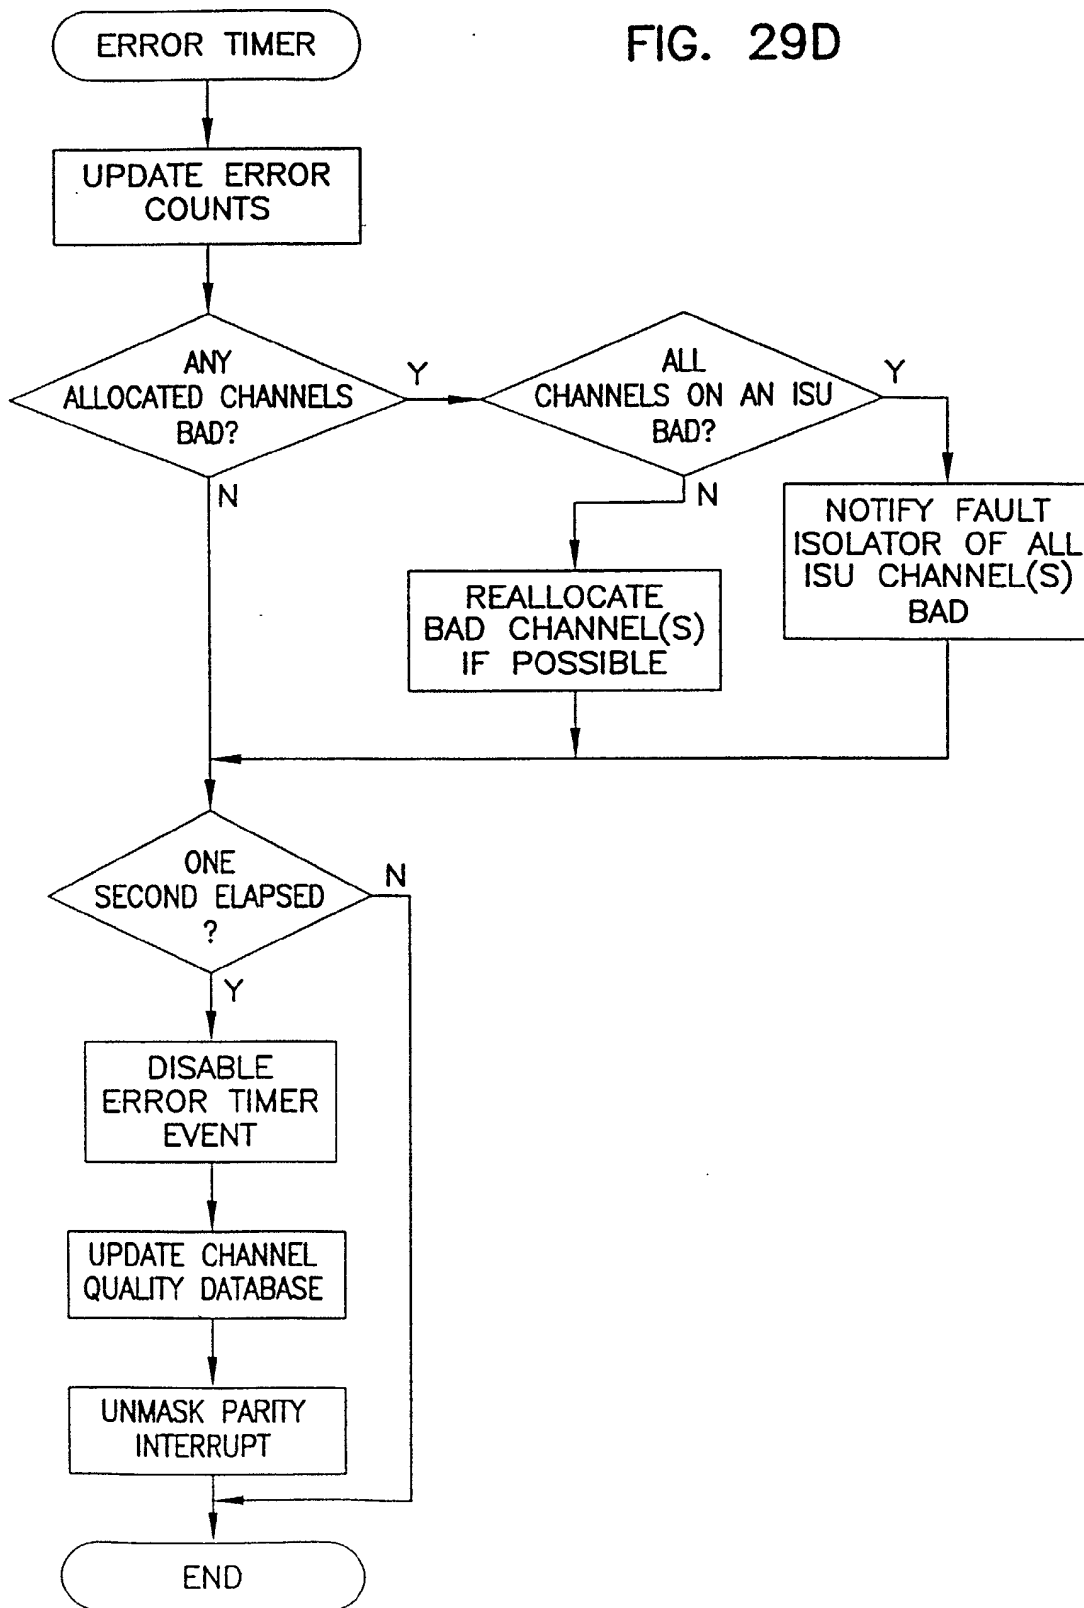 FIG. 29D
ERROR TIMER
UPDATE ERROR
COUNTS
ANY
ALLOCATED CHANNELS
BAD?
Y
N
ALL
CHANNELS ON AN ISU
BAD?
Y
N
NOTIFY FAULT
ISOLATOR OF ALL
ISU CHANNEL(S)
BAD
REALLOCATE
BAD CHANNEL(S)
IF POSSIBLE
ONE
SECOND ELAPSED
?
N
Y
DISABLE
ERROR TIMER
EVENT
UPDATE CHANNEL
QUALITY DATABASE
UNMASK PARITY
INTERRUPT
END